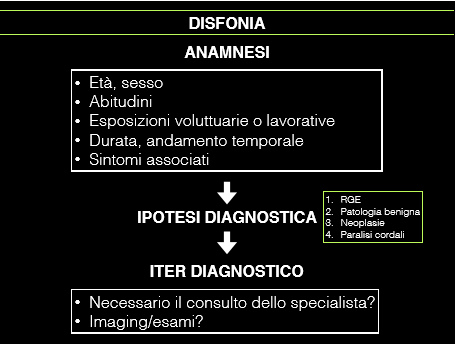 DISFONIA
ANAMNESI
• Età, sesso
• Abitudini
• Esposizioni voluttuarie o lavorative
• Durata, andamento temporale
• Sintomi associati
IPOTESI DIAGNOSTICA
1. RGE
2. Patologia benigna
3. Neoplasie
4. Paralisi cordali
ITER DIAGNOSTICO
• Necessario il consulto dello specialista?
• Imaging/esami?